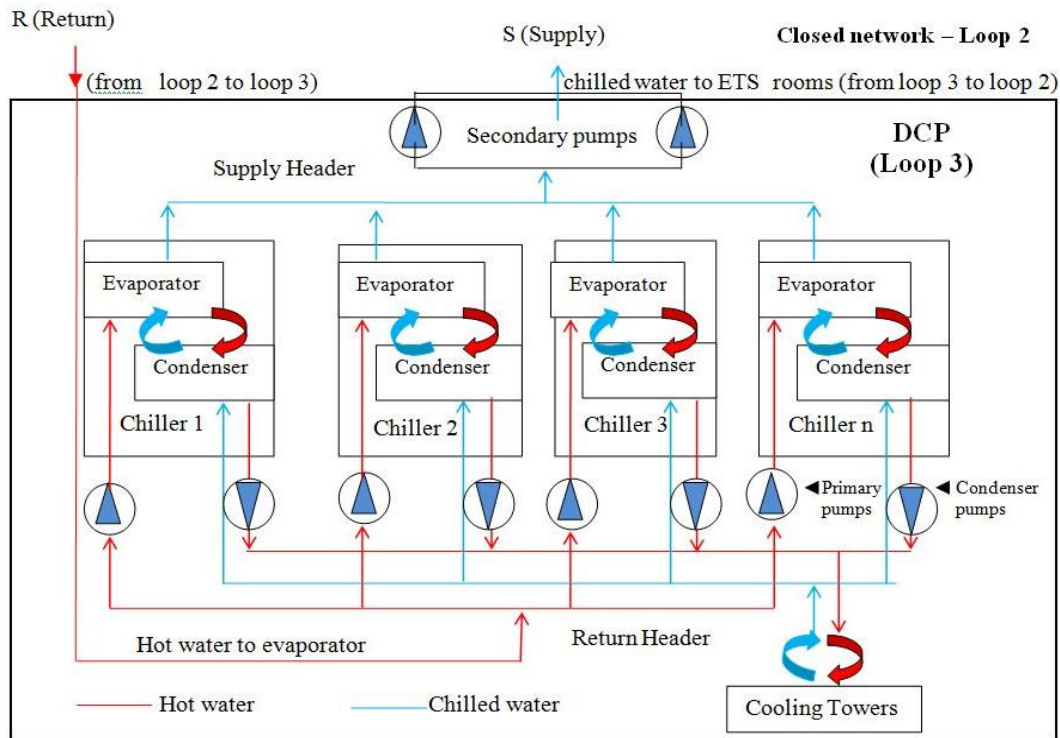 R (Return)
S (Supply)
Closed network – Loop 2
(from loop 2 to loop 3)
chilled water to ETS rooms (from loop 3 to loop 2)
Secondary pumps
DCP
(Loop 3)
Supply Header
Evaporator
Evaporator
Evaporator
Evaporator
Condenser
Condenser
Condenser
Condenser
Chiller 1
Chiller 2
Chiller 3
Chiller n
Primary
pumps
Condenser
pumps
Hot water to evaporator
Return Header
Hot water
Chilled water
Cooling Towers